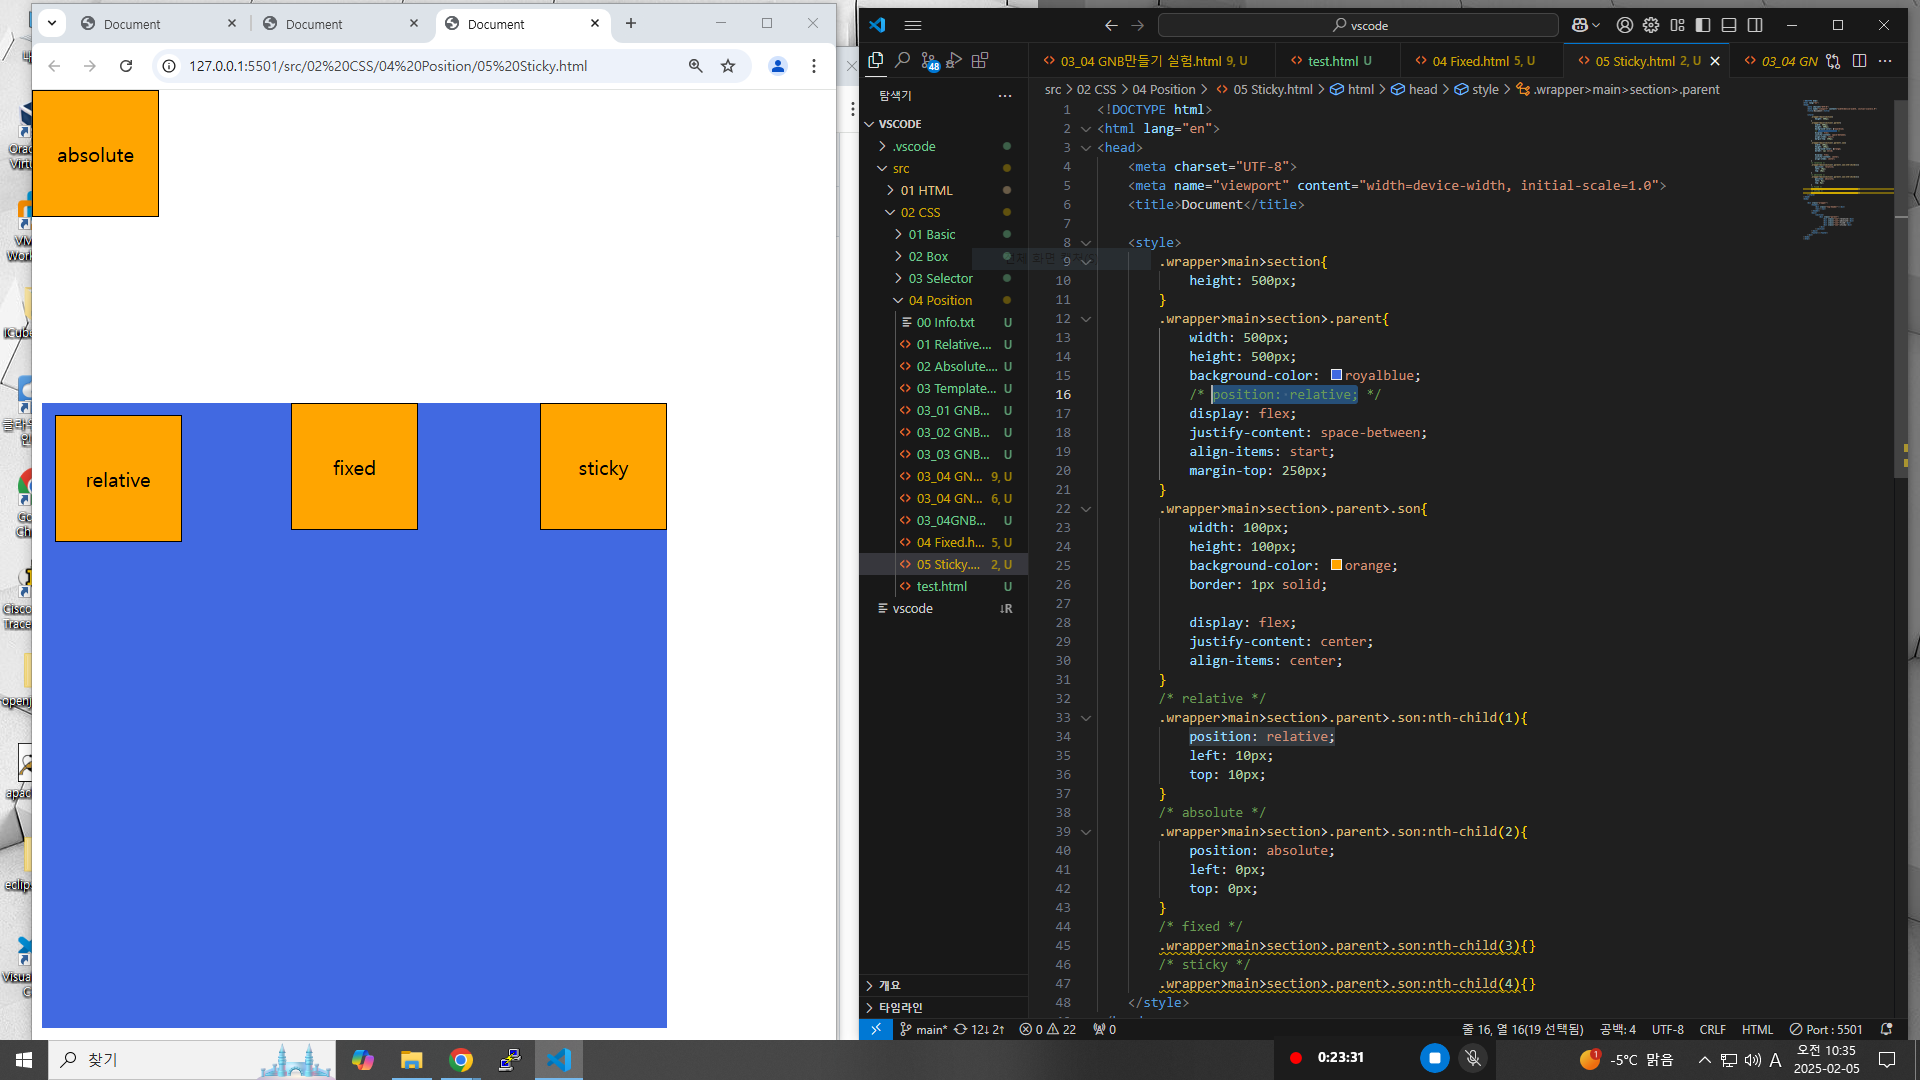 Document
Document
Document
127.0.0.1:5501/src/02%20CSS/04%20Position/05%20Sticky.html
absolute
relative
fixed
sticky
vscode
03_04 GNB만들기 실험.html 9, U
test.html U
04 Fixed.html 5, U
05 Sticky.html 2, U
03_04 GN
탐색기
src > 02 CSS > 04 Position > 05 Sticky.html > html > head > style > .wrapper>main>section>.parent
VSCODE
.vscode
src
01 HTML
02 CSS
01 Basic
02 Box
03 Selector
04 Position
00 Info.txt U
01 Relative.... U
02 Absolute.... U
03 Template... U
03_01 GNB... U
03_02 GNB... U
03_03 GNB... U
03_04 GN... 9, U
03_04 GN... 6, U
03_04GNB... U
04 Fixed.h... 5, U
05 Sticky.... 2, U
test.html U
vscode ↓R
개요
타임라인
1 <!DOCTYPE html>
2 <html lang="en">
3 <head>
4 <meta charset="UTF-8">
5 <meta name="viewport" content="width=device-width, initial-scale=1.0">
6 <title>Document</title>
7
8 <style>
9 .wrapper>main>section{
10 height: 500px;
11 }
12 .wrapper>main>section>.parent{
13 width: 500px;
14 height: 500px;
15 background-color: royalblue;
16 /* position: relative; */
17 display: flex;
18 justify-content: space-between;
19 align-items: start;
20 margin-top: 250px;
21 }
22 .wrapper>main>section>.parent>.son{
23 width: 100px;
24 height: 100px;
25 background-color: orange;
26 border: 1px solid;
27
28 display: flex;
29 justify-content: center;
30 align-items: center;
31 }
32 /* relative */
33 .wrapper>main>section>.parent>.son:nth-child(1){
34 position: relative;
35 left: 10px;
36 top: 10px;
37 }
38 /* absolute */
39 .wrapper>main>section>.parent>.son:nth-child(2){
40 position: absolute;
41 left: 0px;
42 top: 0px;
43 }
44 /* fixed */
45 .wrapper>main>section>.parent>.son:nth-child(3){}
46 /* sticky */
47 .wrapper>main>section>.parent>.son:nth-child(4){}
48 </style>
main* 12↓ 2↑ 0 22 0
줄 16, 열 16(19 선택됨) 공백: 4 UTF-8 CRLF HTML Port : 5501
찾기
0:23:31
-5°C 맑음
A
오전 10:35
2025-02-05